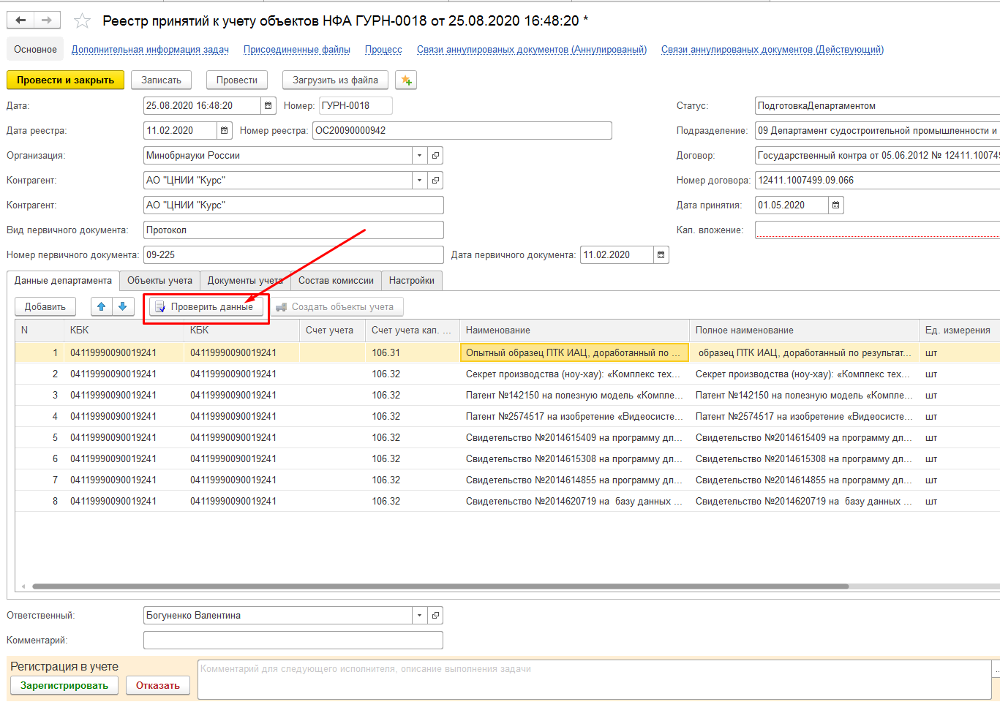 Реестр принятий к учету объектов НФА ГУРН-0018 от 25.08.2020 16:48:20 *
Основное Дополнительная информация задач Присоединенные файлы Процесс Связи аннулированых документов (Аннулированый) Связи аннулированых документов (Действующий)
Провести и закрыть Записать Провести Загрузить из файла
Дата: 25.08.2020 16:48:20 Номер: ГУРН-0018 Статус: ПодготовкаДепартаментом
Дата реестра: 11.02.2020 Номер реестра: ОС20090000942 Подразделение: 09 Департамент судостроительной промышленности и
Организация: Минобрнауки России Договор: Государственный контра от 05.06.2012 № 12411.100749
Контрагент: АО "ЦНИИ "Курс" Номер договора: 12411.1007499.09.066
Контрагент: АО "ЦНИИ "Курс" Дата принятия: 01.05.2020
Вид первичного документа: Протокол Кап. вложение:
Номер первичного документа: 09-225 Дата первичного документа: 11.02.2020
Данные департамента Объекты учета Документы учета Состав комиссии Настройки
Добавить Проверить данные Создать объекты учета
N КБК КБК Счет учета Счет учета кап. ... Наименование Полное наименование Ед. измерения
1 04119990090019241 04119990090019241 106.31 Опытный образец ПТК ИАЦ, доработанный по ... образец ПТК ИАЦ, доработанный по результат... шт
2 04119990090019241 04119990090019241 106.32 Секрет производства (ноу-хау): «Комплекс тех... Секрет производства (ноу-хау): «Комплекс тех... шт
3 04119990090019241 04119990090019241 106.32 Патент №142150 на полезную модель «Компле... Патент №142150 на полезную модель «Компле... шт
4 04119990090019241 04119990090019241 106.32 Патент №2574517 на изобретение «Видеосисте... Патент №2574517 на изобретение «Видеосисте... шт
5 04119990090019241 04119990090019241 106.32 Свидетельство №2014615409 на программу дл... Свидетельство №2014615409 на программу дл... шт
6 04119990090019241 04119990090019241 106.32 Свидетельство №2014615308 на программу дл... Свидетельство №2014615308 на программу дл... шт
7 04119990090019241 04119990090019241 106.32 Свидетельство №2014614855 на программу дл... Свидетельство №2014614855 на программу дл... шт
8 04119990090019241 04119990090019241 106.32 Свидетельство №2014620719 на базу данных ... Свидетельство №2014620719 на базу данных ... шт
Ответственный: Богуненко Валентина
Комментарий:
Регистрация в учете Комментарий для следующего исполнителя, описание выполнения задачи
Зарегистрировать Отказать ...